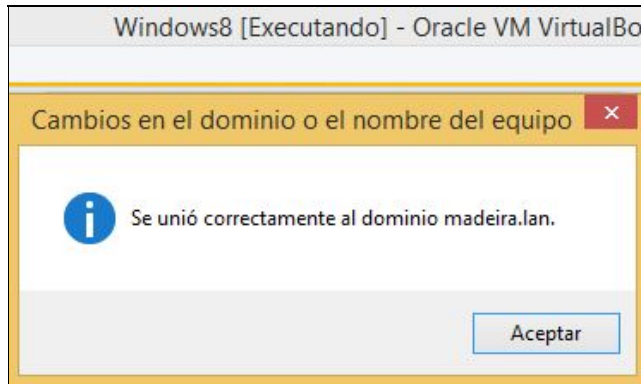 Windows8 [Executando] - Oracle VM VirtualBo
Cambios en el dominio o el nombre del equipo
Se unió correctamente al dominio madeira.lan.
Aceptar